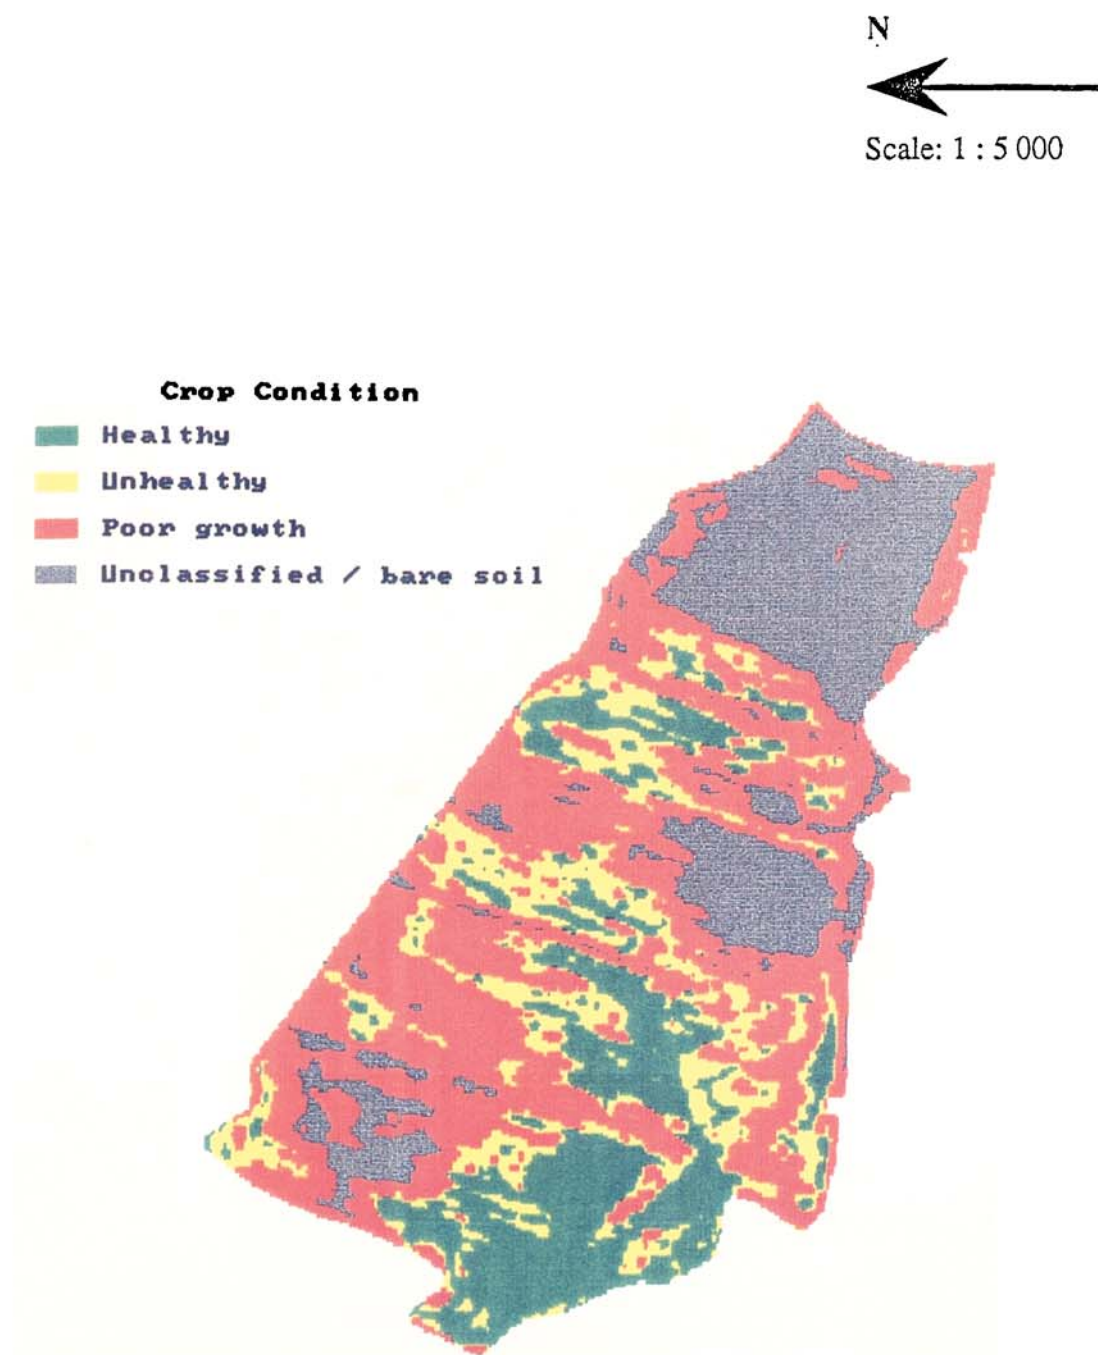 N
Scale: 1 : 5 000
Crop Condition
Healthy
Unhealthy
Poor growth
Unclassified / bare soil